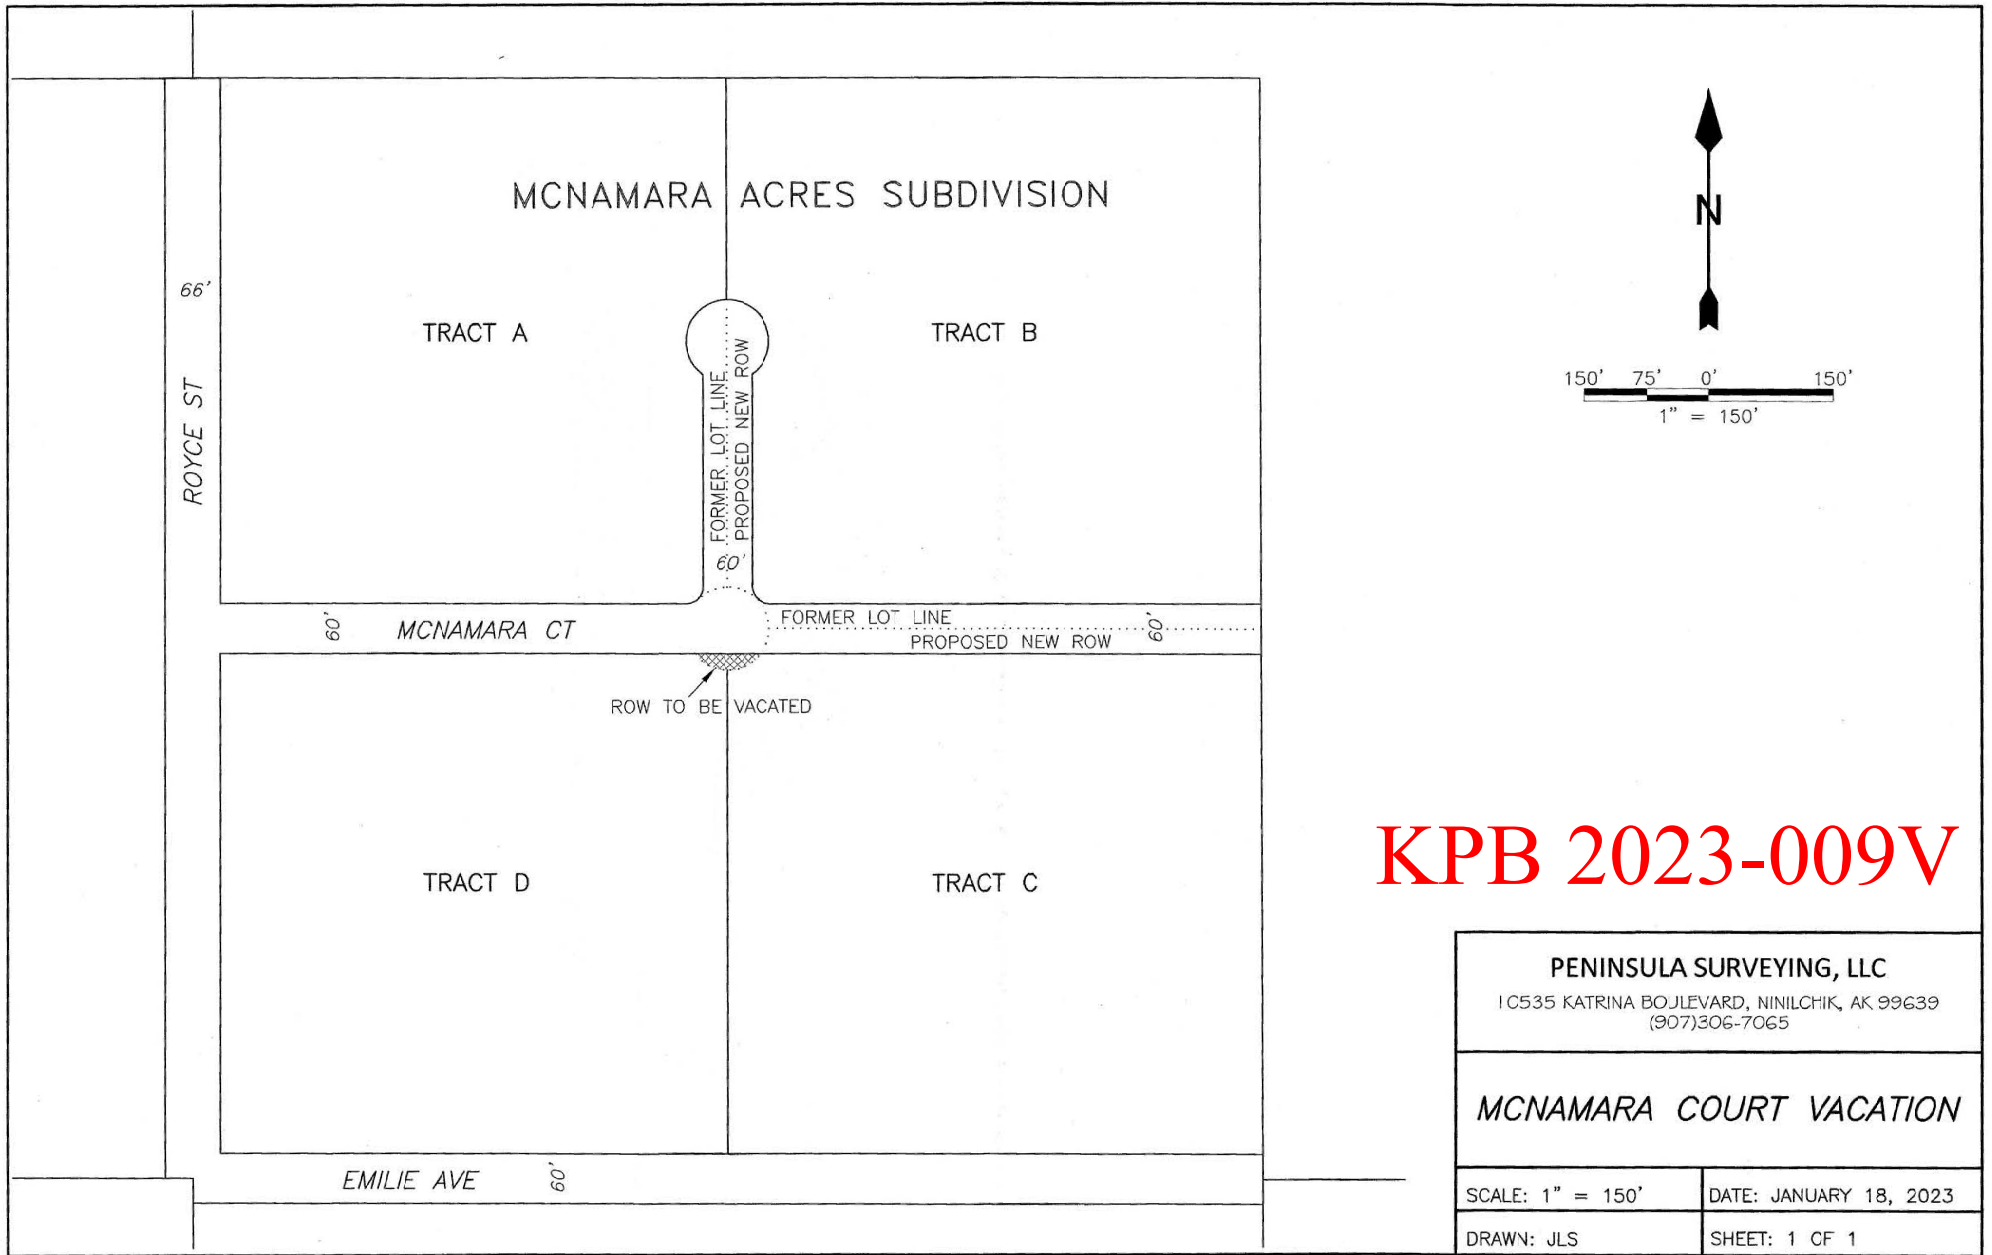 MCNAMARA ACRES SUBDIVISION
N
66'
TRACT A
TRACT B
150' 75' 0' 150'
1" = 150'
ROYCE ST
FORMER LOT LINE
PROPOSED NEW ROW
60'
60'
MCNAMARA CT
FORMER LOT LINE
PROPOSED NEW ROW
60'
ROW TO BE VACATED
TRACT D
TRACT C
KPB 2023-009V
EMILIE AVE
60'
PENINSULA SURVEYING, LLC
10535 KATRINA BOULEVARD, NINILCHIK, AK 99639
(907)306-7065
MCNAMARA COURT VACATION
SCALE: 1" = 150'
DATE: JANUARY 18, 2023
DRAWN: JLS
SHEET: 1 OF 1